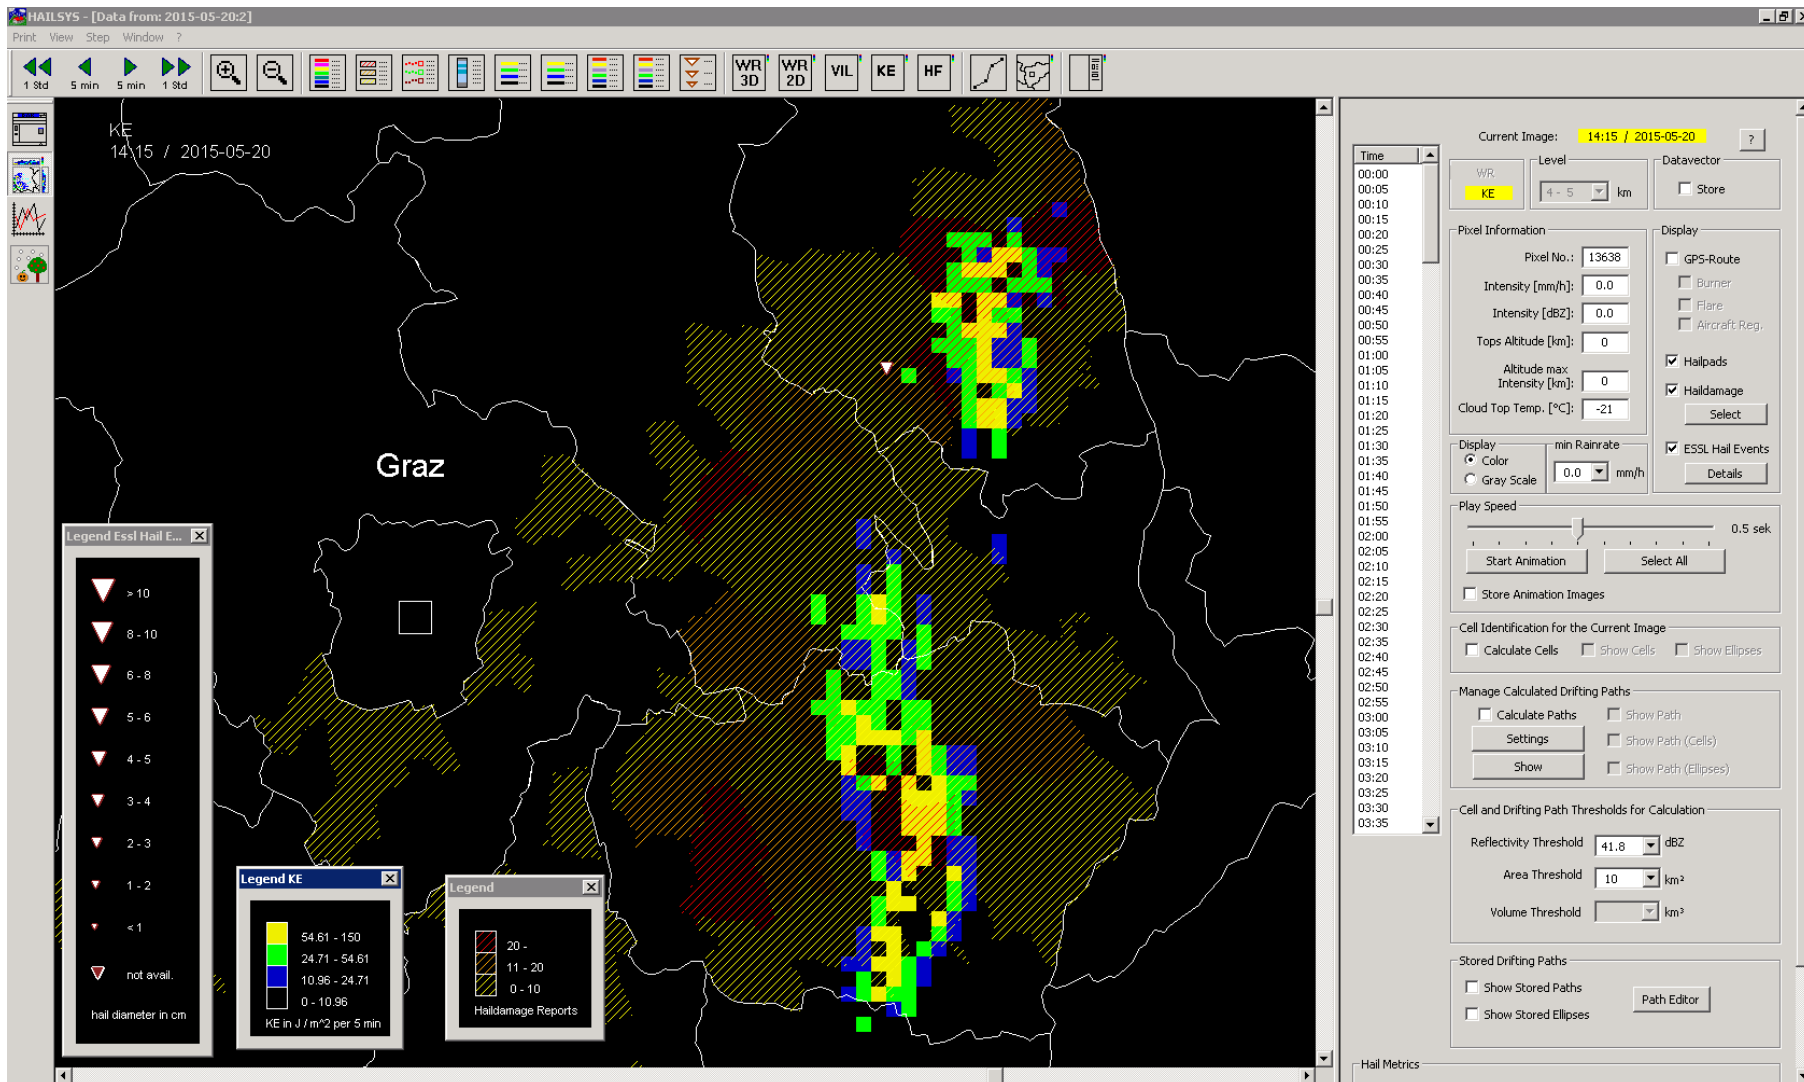 HAILSYS - [Data from: 2015-05-20:2]
Print View Step Window ?
1 Std 5 min 5 min 1 Std WR 3D WR 2D VIL KE HF
KE
14:15 / 2015-05-20
Graz
Legend Essl Hail E...
> 10
8 - 10
6 - 8
5 - 6
4 - 5
3 - 4
2 - 3
1 - 2
< 1
not avail.
hail diameter in cm
Legend KE
54.61 - 150
24.71 - 54.61
10.96 - 24.71
0 - 10.96
KE in J / m^2 per 5 min
Legend
20 -
11 - 20
0 - 10
Haildamage Reports
Time
00:00
00:05
00:10
00:15
00:20
00:25
00:30
00:35
00:40
00:45
00:50
00:55
01:00
01:05
01:10
01:15
01:20
01:25
01:30
01:35
01:40
01:45
01:50
01:55
02:00
02:05
02:10
02:15
02:20
02:25
02:30
02:35
02:40
02:45
02:50
02:55
03:00
03:05
03:10
03:15
03:20
03:25
03:30
03:35
Current Image: 14:15 / 2015-05-20 ?
WR
KE
Level
4 - 5 km
Datavector
Store
Pixel Information
Pixel No.: 13638
Intensity [mm/h]: 0.0
Intensity [dBZ]: 0.0
Tops Altitude [km]: 0
Altitude max
Intensity [km]: 0
Cloud Top Temp. [°C]: -21
Display
GPS-Route
Burner
Flare
Aircraft Reg.
Hailpads
Haildamage
Select
ESSL Hail Events
Details
Display
Color
Gray Scale
min Rainrate
0.0 mm/h
Play Speed
0.5 sek
Start Animation Select All
Store Animation Images
Cell Identification for the Current Image
Calculate Cells Show Cells Show Ellipses
Manage Calculated Drifting Paths
Calculate Paths Show Path
Settings Show Path (Cells)
Show Show Path (Ellipses)
Cell and Drifting Path Thresholds for Calculation
Reflectivity Threshold 41.8 dBZ
Area Threshold 10 km²
Volume Threshold km³
Stored Drifting Paths
Show Stored Paths
Show Stored Ellipses
Path Editor
Hail Metrics